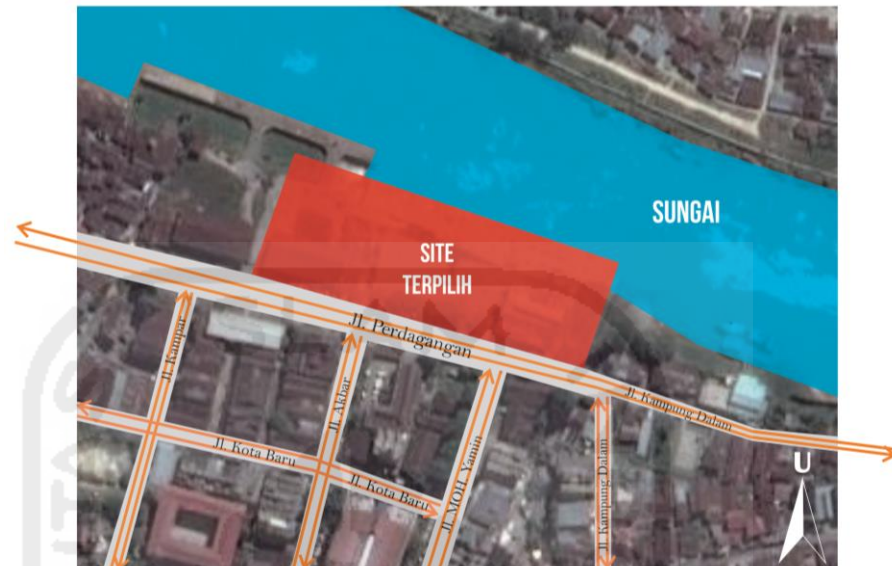 SUNGAI
SITE
TERPILIH
Jl. Perdagangan
Jl. Kampar
Jl. Akbar
Jl. Kampung Dalam
Jl. Kota Baru
Jl. Kota Baru
Jl. MOH. Yamin
Jl. Kampung Dalam
U